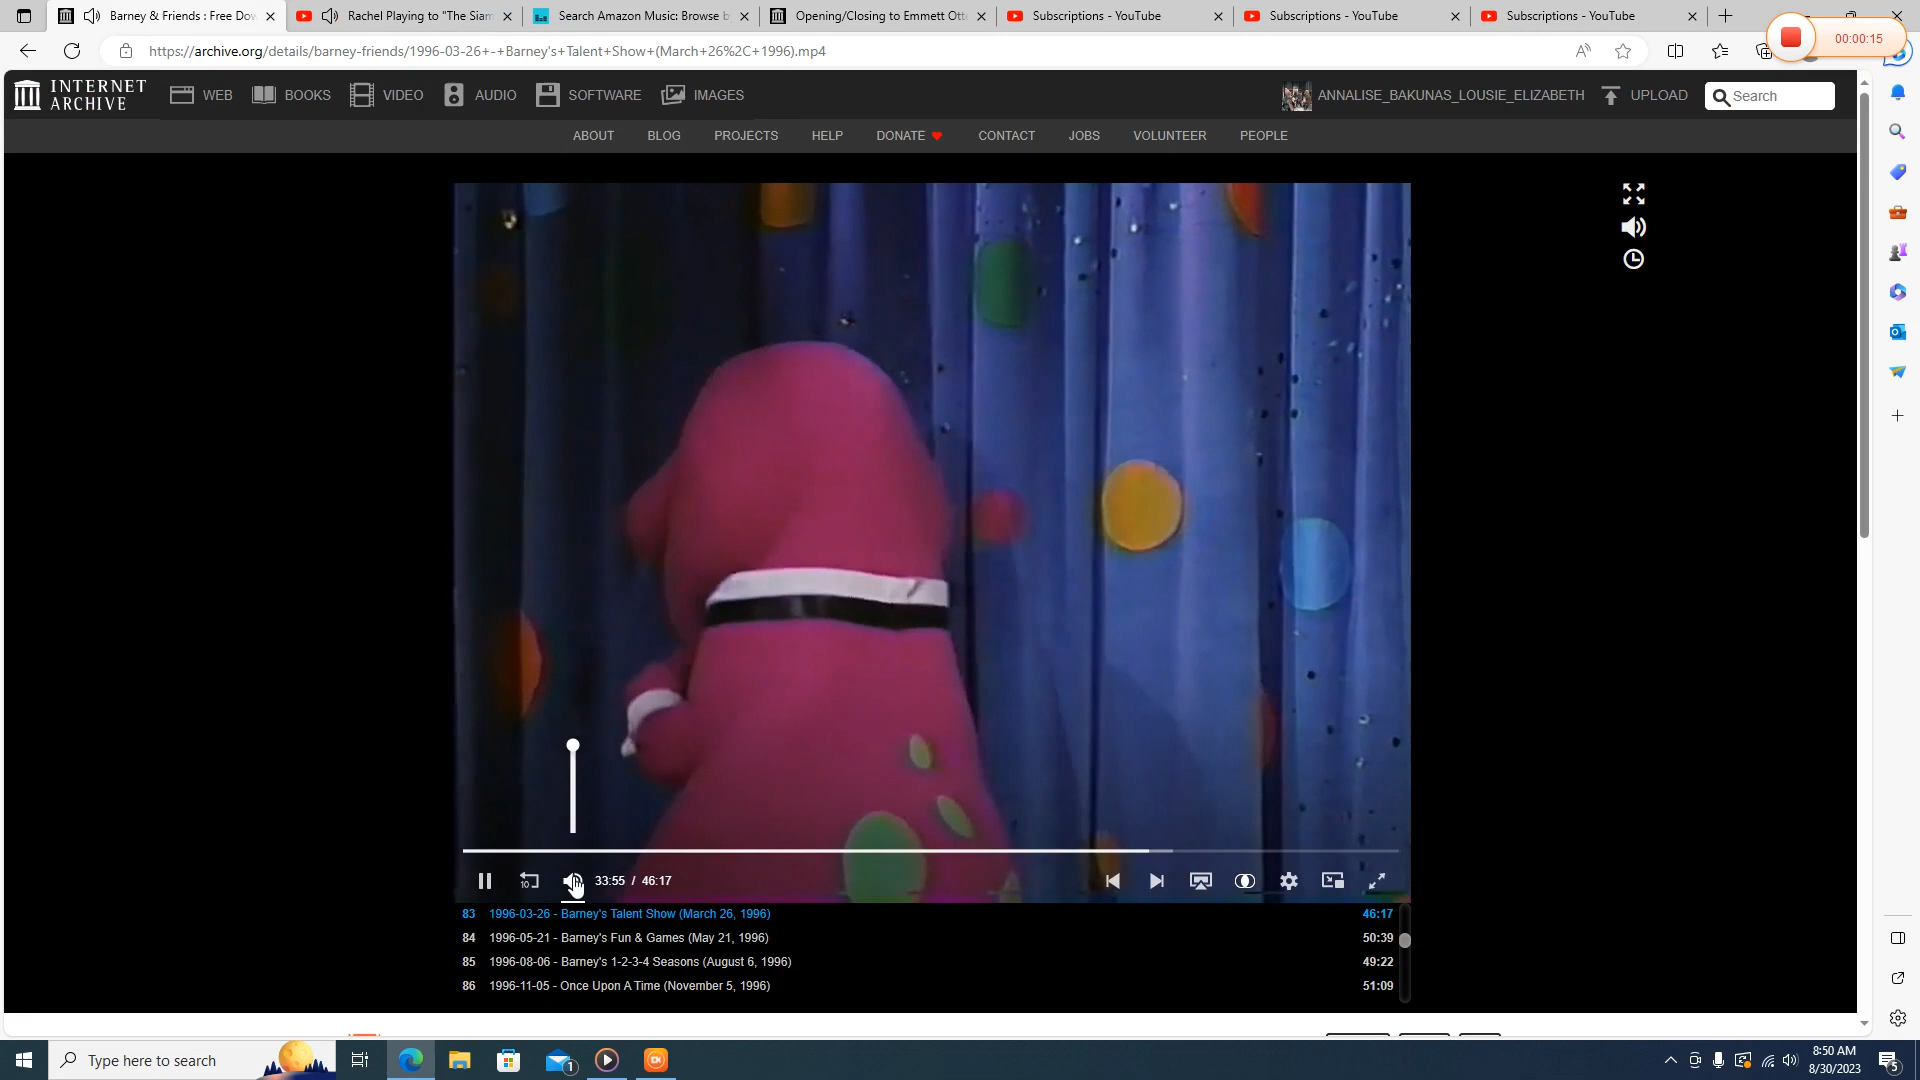 Barney & Friends : Free Dow
Rachel Playing to "The Siam
Search Amazon Music: Browse b
Opening/Closing to Emmett Otte
Subscriptions - YouTube
Subscriptions - YouTube
Subscriptions - YouTube
https://archive.org/details/barney-friends/1996-03-26+-+Barney's+Talent+Show+(March+26%2C+1996).mp4
00:00:15
INTERNET ARCHIVE
WEB BOOKS VIDEO AUDIO SOFTWARE IMAGES
ANNALISE_BAKUNAS_LOUSIE_ELIZABETH UPLOAD Search
ABOUT BLOG PROJECTS HELP DONATE CONTACT JOBS VOLUNTEER PEOPLE
10 33:55 / 46:17
83 1996-03-26 - Barney's Talent Show (March 26, 1996) 46:17
84 1996-05-21 - Barney's Fun & Games (May 21, 1996) 50:39
85 1996-08-06 - Barney's 1-2-3-4 Seasons (August 6, 1996) 49:22
86 1996-11-05 - Once Upon A Time (November 5, 1996) 51:09
Type here to search
1
8:50 AM
8/30/2023
5